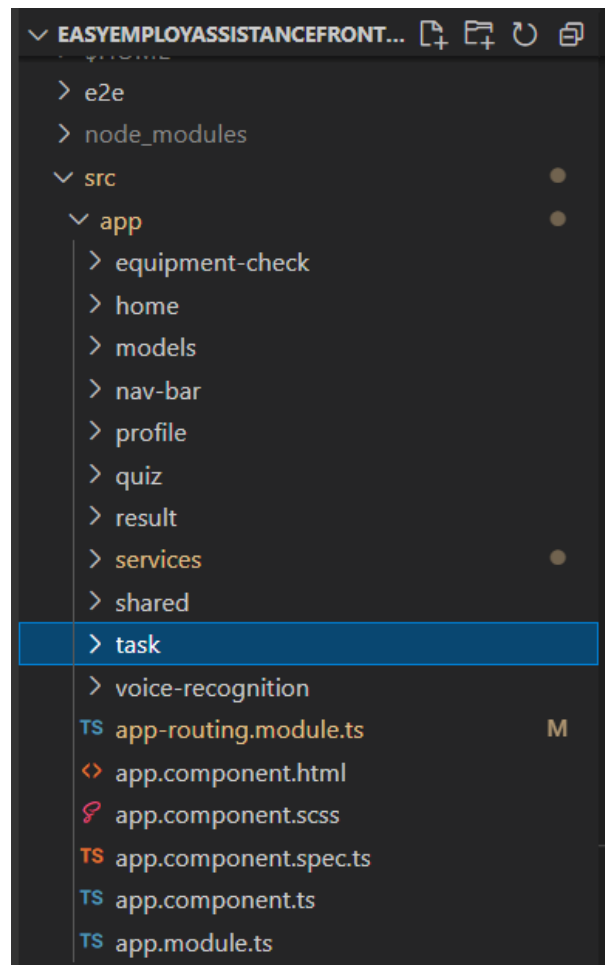 EASYEMPLOYASSISTANCEFRONT...
e2e
node_modules
src
app
equipment-check
home
models
nav-bar
profile
quiz
result
services
shared
task
voice-recognition
TS app-routing.module.ts M
<> app.component.html
app.component.scss
TS app.component.spec.ts
TS app.component.ts
TS app.module.ts